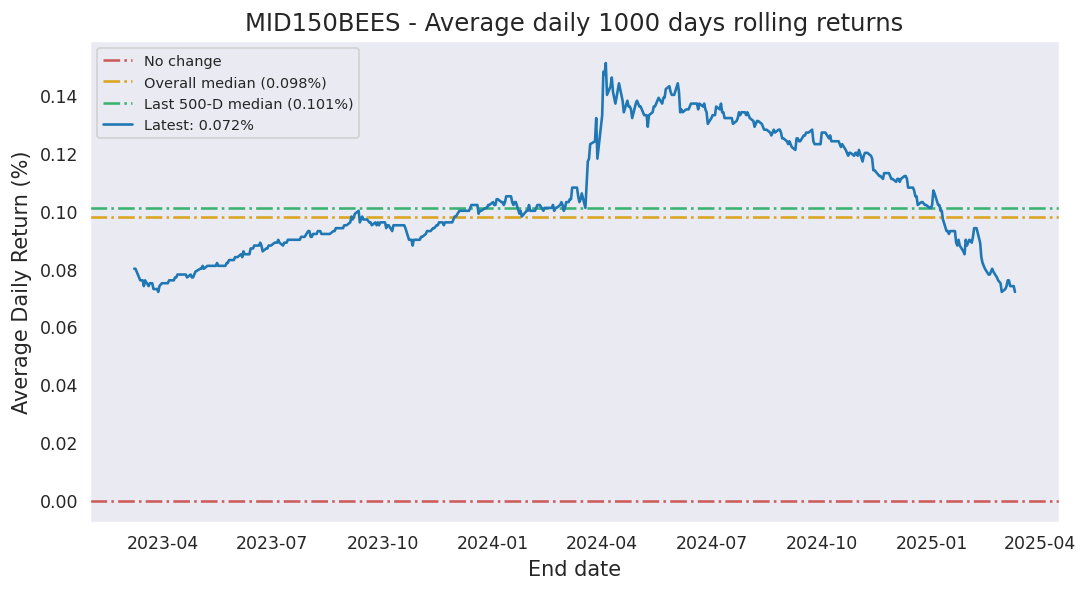 MID150BEES - Average daily 1000 days rolling returns
No change
Overall median (0.098%)
Last 500-D median (0.101%)
Latest: 0.072%
Average Daily Return (%)
0.14
0.12
0.10
0.08
0.06
0.04
0.02
0.00
2023-04 2023-07 2023-10 2024-01 2024-04 2024-07 2024-10 2025-01 2025-04
End date